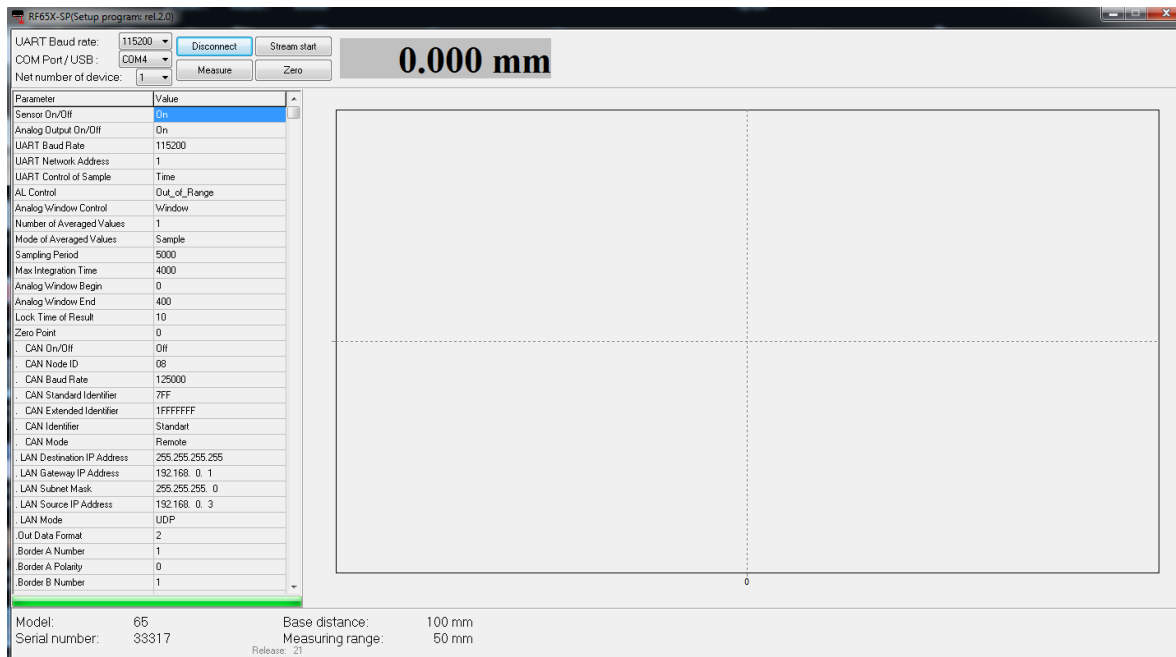 RF65X-SP(Setup program: rel.2.0)
UART Baud rate: 115200 Disconnect Stream start
COM Port / USB : COM4
Net number of device: 1 Measure Zero
0.000 mm
Parameter Value
Sensor On/Off On
Analog Output On/Off On
UART Baud Rate 115200
UART Network Address 1
UART Control of Sample Time
AL Control Out_of_Range
Analog Window Control Window
Number of Averaged Values 1
Mode of Averaged Values Sample
Sampling Period 5000
Max Integration Time 4000
Analog Window Begin 0
Analog Window End 400
Lock Time of Result 10
Zero Point 0
. CAN On/Off Off
. CAN Node ID 08
. CAN Baud Rate 125000
. CAN Standard Identifier 7FF
. CAN Extended Identifier 1FFFFFFF
. CAN Identifier Standart
. CAN Mode Remote
. LAN Destination IP Address 255.255.255.255
. LAN Gateway IP Address 192.168. 0. 1
. LAN Subnet Mask 255.255.255. 0
. LAN Source IP Address 192.168. 0. 3
. LAN Mode UDP
.Out Data Format 2
.Border A Number 1
.Border A Polarity 0
.Border B Number 1
0
Model: 65 Base distance: 100 mm
Serial number: 33317 Measuring range: 50 mm
Release: 21